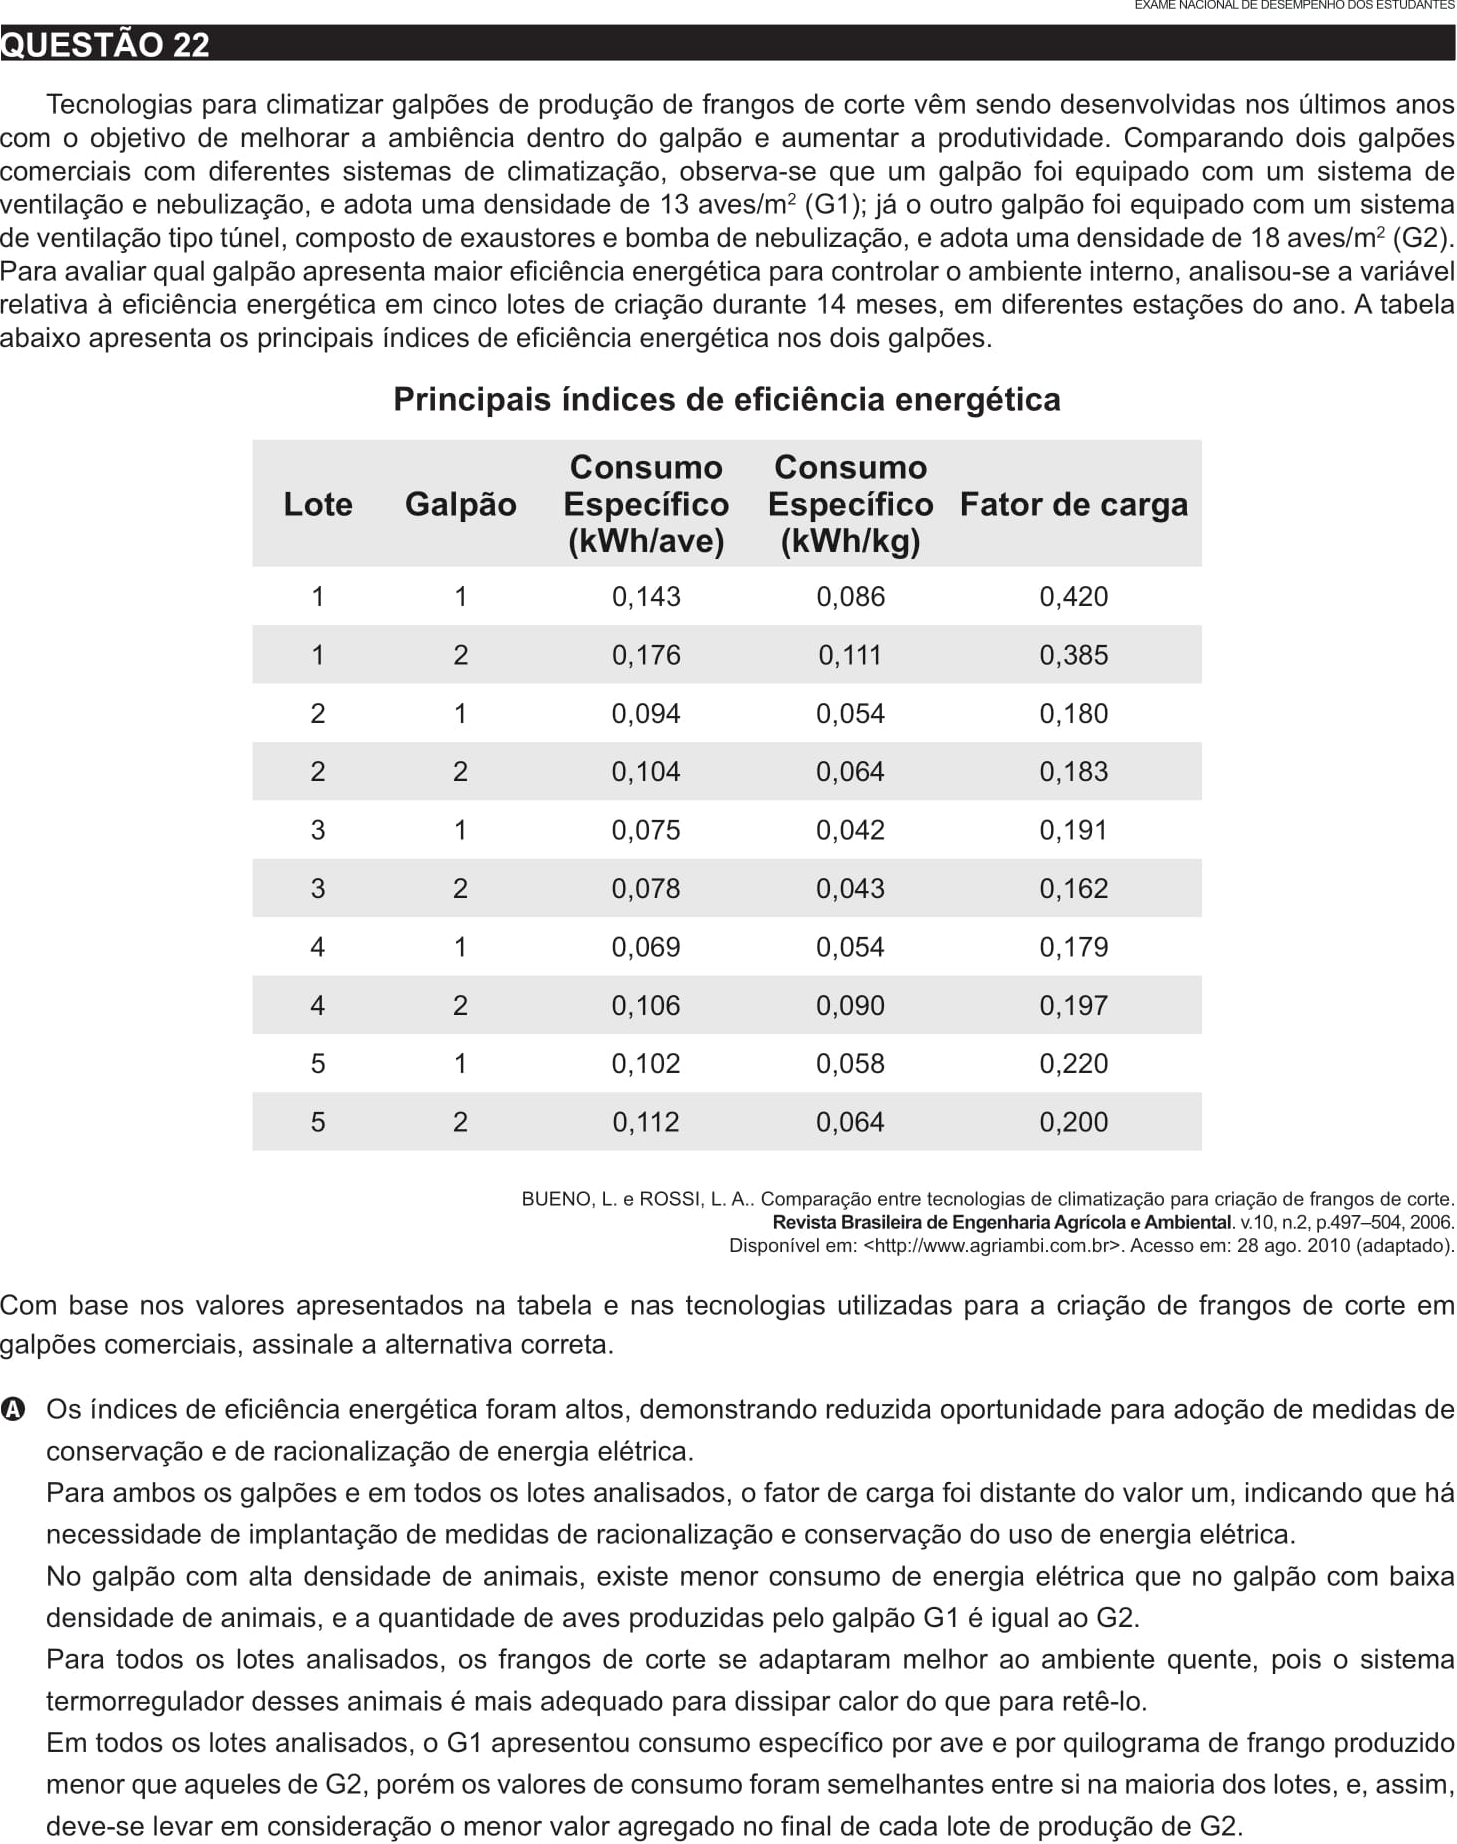 EXAME NACIONAL DE DESEMPENHO DOS ESTUDANTES
QUESTÃO 22
Tecnologias para climatizar galpões de produção de frangos de corte vêm sendo desenvolvidas nos últimos anos
com o objetivo de melhorar a ambiência dentro do galpão e aumentar a produtividade. Comparando dois galpões
comerciais com diferentes sistemas de climatização, observa-se que um galpão foi equipado com um sistema de
ventilação e nebulização, e adota uma densidade de 13 aves/m² (G1); já o outro galpão foi equipado com um sistema
de ventilação tipo túnel, composto de exaustores e bomba de nebulização, e adota uma densidade de 18 aves/m² (G2).
Para avaliar qual galpão apresenta maior eficiência energética para controlar o ambiente interno, analisou-se a variável
relativa à eficiência energética em cinco lotes de criação durante 14 meses, em diferentes estações do ano. A tabela
abaixo apresenta os principais índices de eficiência energética nos dois galpões.
Principais índices de eficiência energética
Lote Galpão Consumo Específico (kWh/ave) Consumo Específico (kWh/kg) Fator de carga
1 1 0,143 0,086 0,420
1 2 0,176 0,111 0,385
2 1 0,094 0,054 0,180
2 2 0,104 0,064 0,183
3 1 0,075 0,042 0,191
3 2 0,078 0,043 0,162
4 1 0,069 0,054 0,179
4 2 0,106 0,090 0,197
5 1 0,102 0,058 0,220
5 2 0,112 0,064 0,200
BUENO, L. e ROSSI, L. A.. Comparação entre tecnologias de climatização para criação de frangos de corte.
Revista Brasileira de Engenharia Agrícola e Ambiental. v.10, n.2, p.497–504, 2006.
Disponível em: <http://www.agriambi.com.br>. Acesso em: 28 ago. 2010 (adaptado).
Com base nos valores apresentados na tabela e nas tecnologias utilizadas para a criação de frangos de corte em
galpões comerciais, assinale a alternativa correta.
A Os índices de eficiência energética foram altos, demonstrando reduzida oportunidade para adoção de medidas de
conservação e de racionalização de energia elétrica.
Para ambos os galpões e em todos os lotes analisados, o fator de carga foi distante do valor um, indicando que há
necessidade de implantação de medidas de racionalização e conservação do uso de energia elétrica.
No galpão com alta densidade de animais, existe menor consumo de energia elétrica que no galpão com baixa
densidade de animais, e a quantidade de aves produzidas pelo galpão G1 é igual ao G2.
Para todos os lotes analisados, os frangos de corte se adaptaram melhor ao ambiente quente, pois o sistema
termorregulador desses animais é mais adequado para dissipar calor do que para retê-lo.
Em todos os lotes analisados, o G1 apresentou consumo específico por ave e por quilograma de frango produzido
menor que aqueles de G2, porém os valores de consumo foram semelhantes entre si na maioria dos lotes, e, assim,
deve-se levar em consideração o menor valor agregado no final de cada lote de produção de G2.